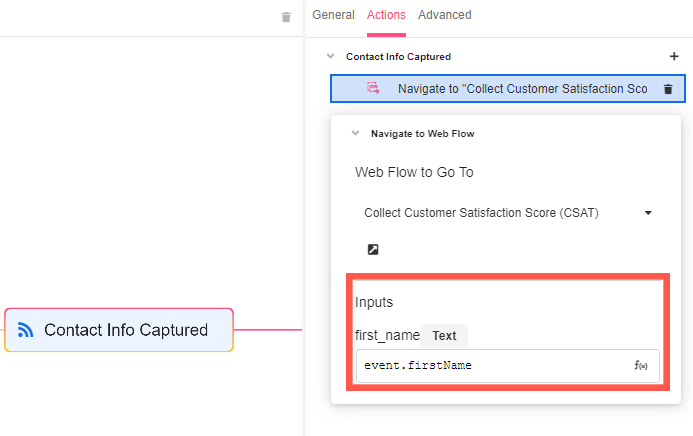 General Actions Advanced
Contact Info Captured
Navigate to "Collect Customer Satisfaction Sco
Navigate to Web Flow
Web Flow to Go To
Collect Customer Satisfaction Score (CSAT)
Contact Info Captured
Inputs
first_name Text
event.firstName f(x)